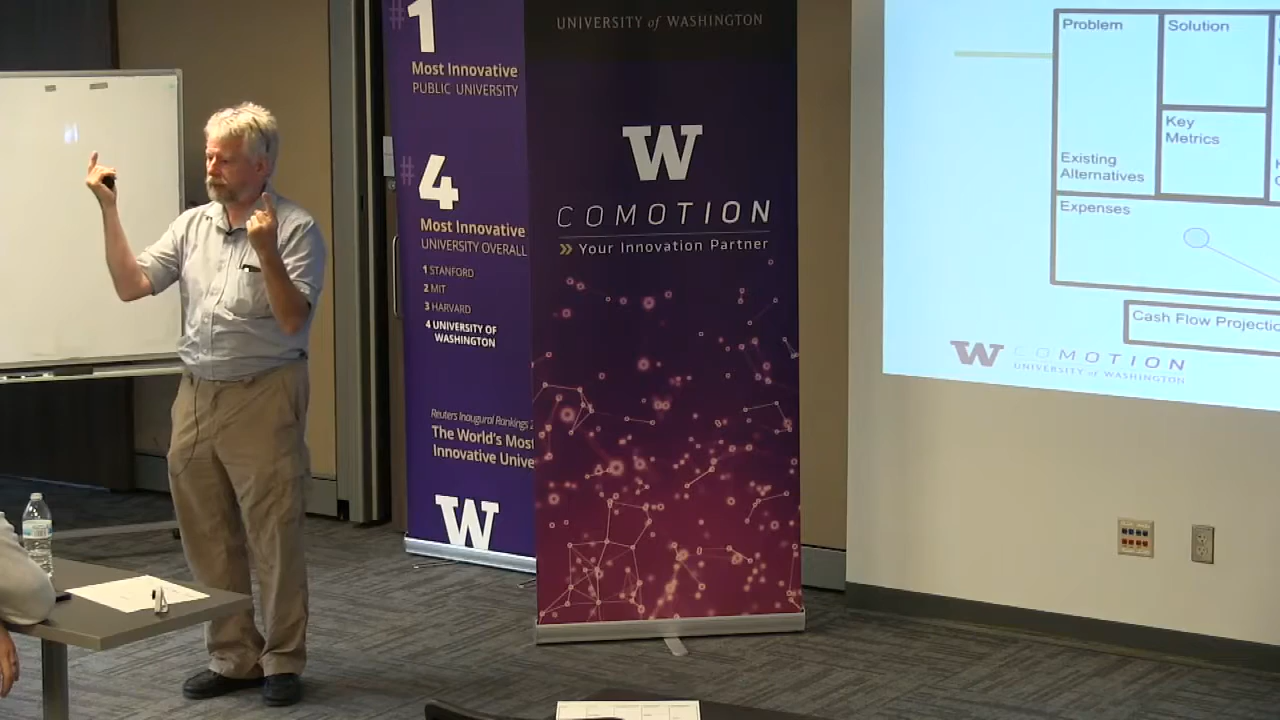 #1
Most Innovative
PUBLIC UNIVERSITY
#4
Most Innovative
UNIVERSITY OVERALL
1 STANFORD
2 MIT
3 HARVARD
4 UNIVERSITY OF
WASHINGTON
Reuters Inaugural Rankings
The World's Most
Innovative
W
UNIVERSITY of WASHINGTON
W
COMOTION
Your Innovation Partner
Problem
Existing
Alternatives
Solution
Key
Metrics
Expenses
Cash Flow
W COMOTION
UNIVERSITY of WASHINGTON